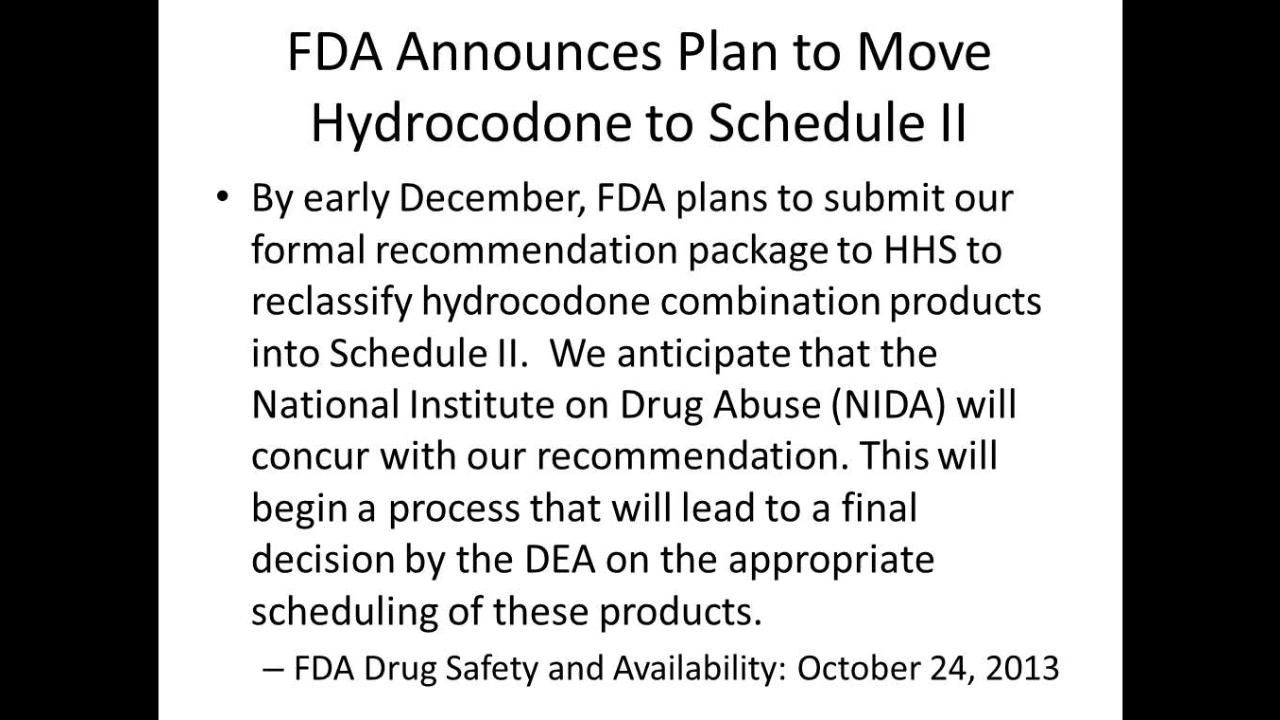 FDA Announces Plan to Move
Hydrocodone to Schedule II
• By early December, FDA plans to submit our
formal recommendation package to HHS to
reclassify hydrocodone combination products
into Schedule II.  We anticipate that the
National Institute on Drug Abuse (NIDA) will
concur with our recommendation. This will
begin a process that will lead to a final
decision by the DEA on the appropriate
scheduling of these products.
– FDA Drug Safety and Availability: October 24, 2013